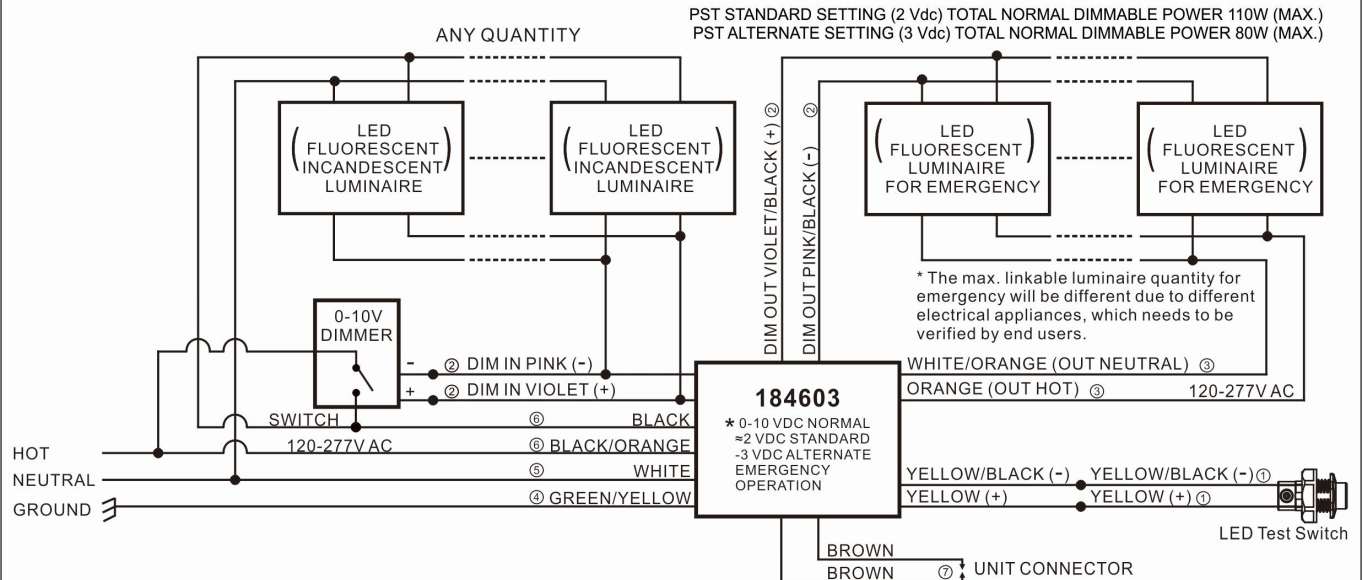 PST STANDARD SETTING (2 Vdc) TOTAL NORMAL DIMMABLE POWER 110W (MAX.)
PST ALTERNATE SETTING (3 Vdc) TOTAL NORMAL DIMMABLE POWER 80W (MAX.)
ANY QUANTITY
LED
FLUORESCENT
INCANDESCENT
LUMINAIRE
LED
FLUORESCENT
INCANDESCENT
LUMINAIRE
DIM OUT VIOLET/BLACK (+) ②
DIM OUT PINK/BLACK (-) ②
LED
FLUORESCENT
LUMINAIRE
FOR EMERGENCY
LED
FLUORESCENT
LUMINAIRE
FOR EMERGENCY
* The max. linkable luminaire quantity for
emergency will be different due to different
electrical appliances, which needs to be
verified by end users.
0-10V
DIMMER
- ② DIM IN PINK (-)
+ ② DIM IN VIOLET (+)
SWITCH ⑥ BLACK
120-277V AC ⑥ BLACK/ORANGE
⑤ WHITE
④ GREEN/YELLOW
HOT
NEUTRAL
GROUND
184603
* 0-10 VDC NORMAL
≈2 VDC STANDARD
-3 VDC ALTERNATE
EMERGENCY
OPERATION
WHITE/ORANGE (OUT NEUTRAL) ③
ORANGE (OUT HOT) ③ 120-277V AC
YELLOW/BLACK (-) YELLOW/BLACK (-) ①
YELLOW (+) YELLOW (+) ①
LED Test Switch
BROWN
BROWN ⑦ UNIT CONNECTOR